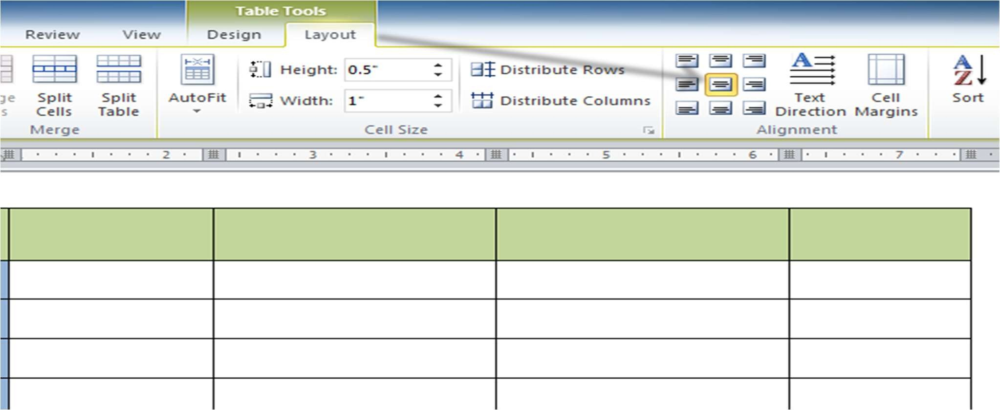 Table Tools
Review View Design Layout
Split Cells
Split Table
AutoFit
Height: 0.5"
Width: 1"
Distribute Rows
Distribute Columns
Text Direction
Cell Margins
A Z
Sort
ge
s
Merge
Cell Size
Alignment
2 3 4 5 6 7